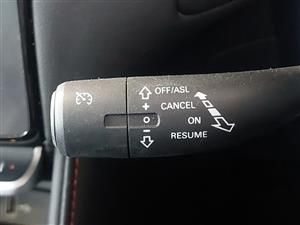 OFF/ASL
+ CANCEL
O ON
– RESUME